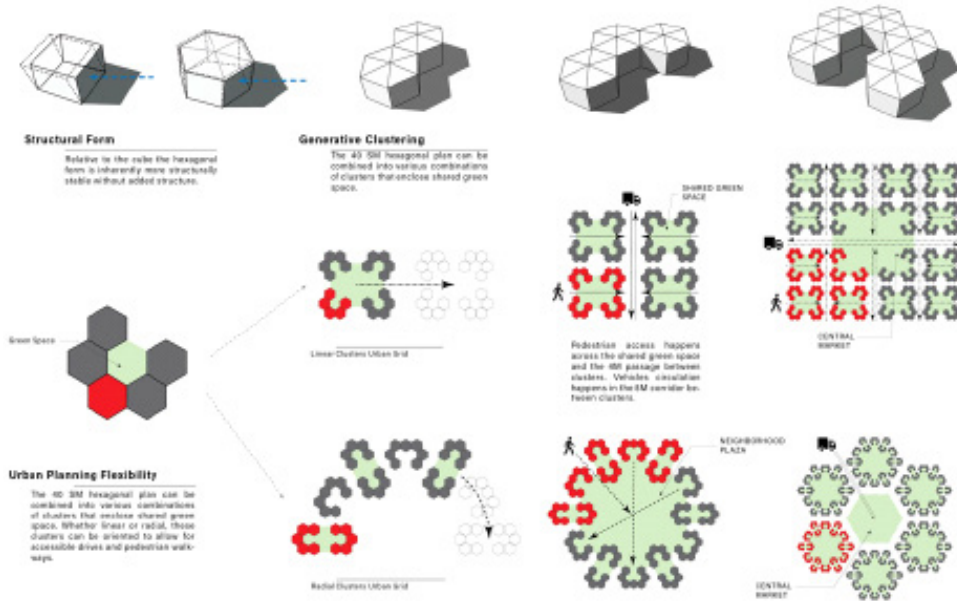 Structural Form
Relative to the cube the hexagonal
form is inherently more structurally
stable without added structure.
Generative Clustering
The 40 SM hexagonal plan can be
combined into various combinations
of clusters that enclose shared green
space.
SHARED GREEN
SPACE
Green Space
Linear Clusters Urban Grid
CENTRAL
MARKET
Pedestrian access happens
across the shared green space
and the 4M passage between
clusters. Vehicles circulation
happens in the 8M corridor be-
tween clusters.
Urban Planning Flexibility
The 40 SM hexagonal plan can be
combined into various combinations
of clusters that enclose shared green
space. Whether linear or radial, these
clusters can be oriented to allow for
accessible drives and pedestrian walk-
ways.
NEIGHBORHOOD
PLAZA
Radial Clusters Urban Grid
CENTRAL
MARKET